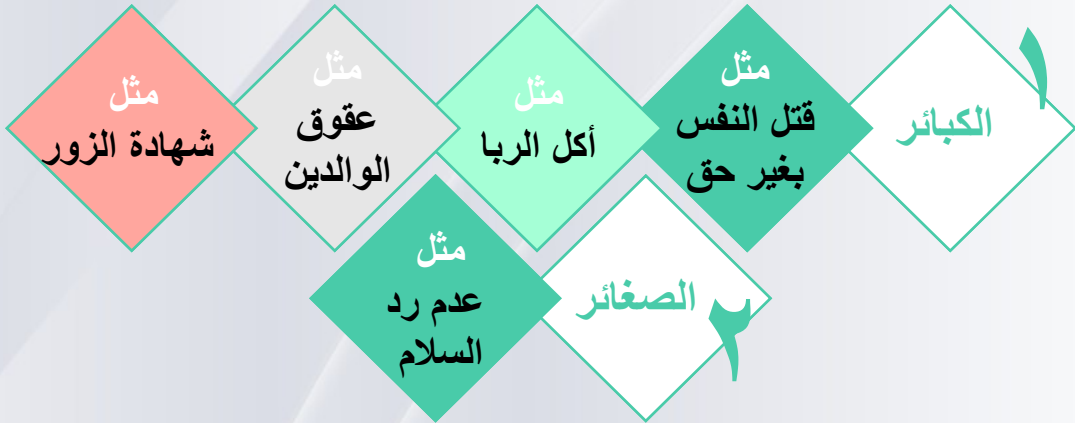 ١
الكبائر
مثل
قتل النفس
بغير حق
مثل
أكل الربا
مثل
عقوق
الوالدين
مثل
شهادة الزور
٢
الصغائر
مثل
عدم رد
السلام